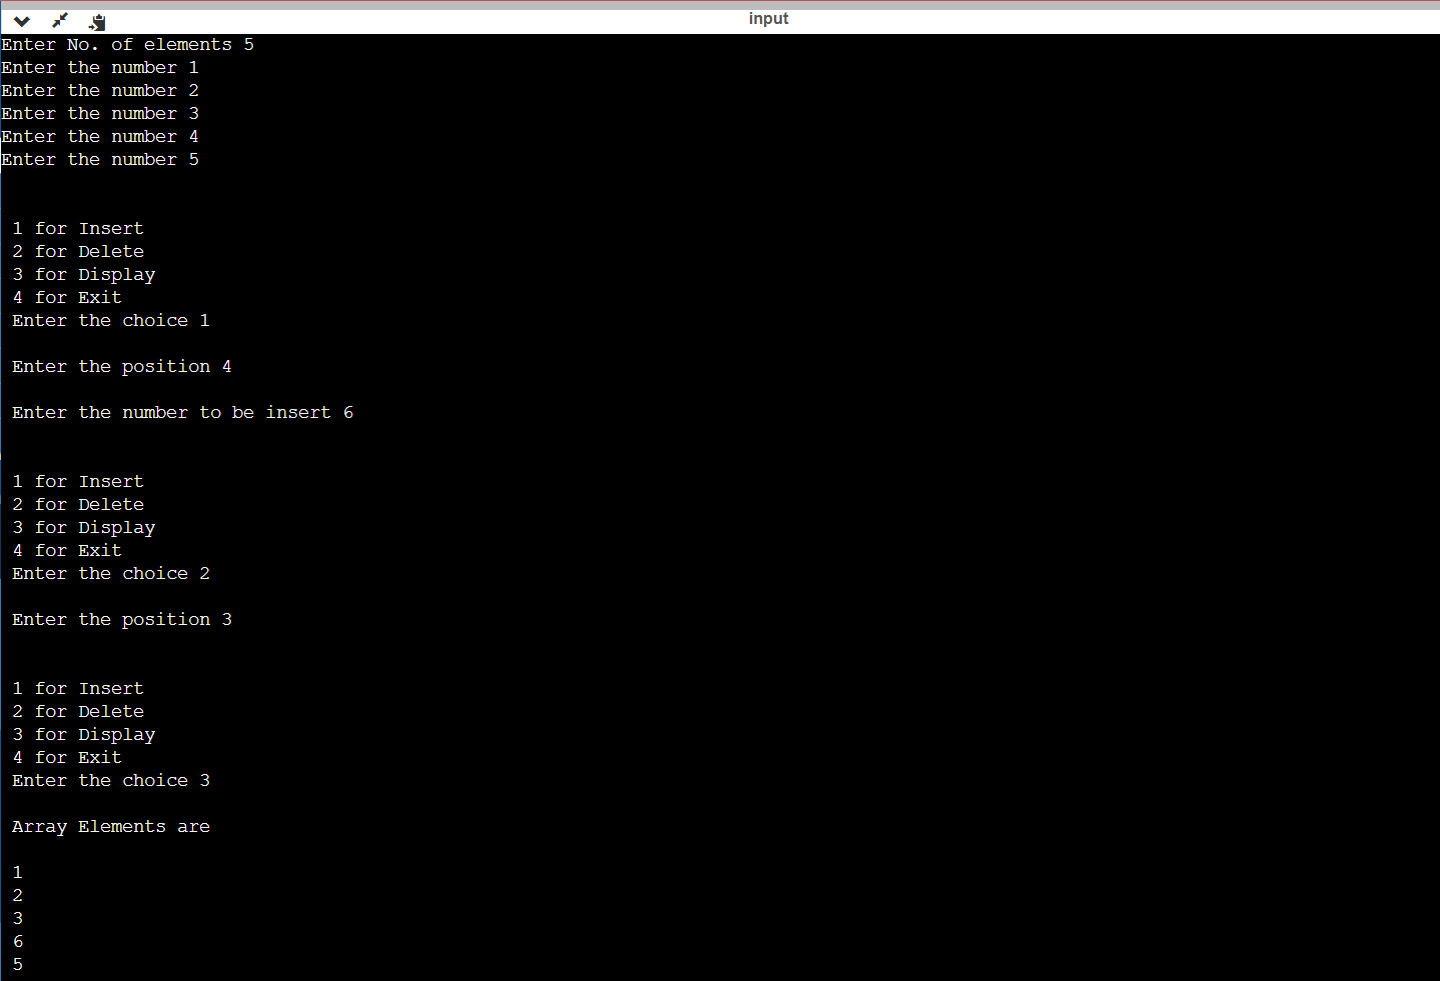 input
Enter No. of elements 5
Enter the number 1
Enter the number 2
Enter the number 3
Enter the number 4
Enter the number 5
1 for Insert
2 for Delete
3 for Display
4 for Exit
Enter the choice 1
Enter the position 4
Enter the number to be insert 6
1 for Insert
2 for Delete
3 for Display
4 for Exit
Enter the choice 2
Enter the position 3
1 for Insert
2 for Delete
3 for Display
4 for Exit
Enter the choice 3
Array Elements are
1
2
3
6
5